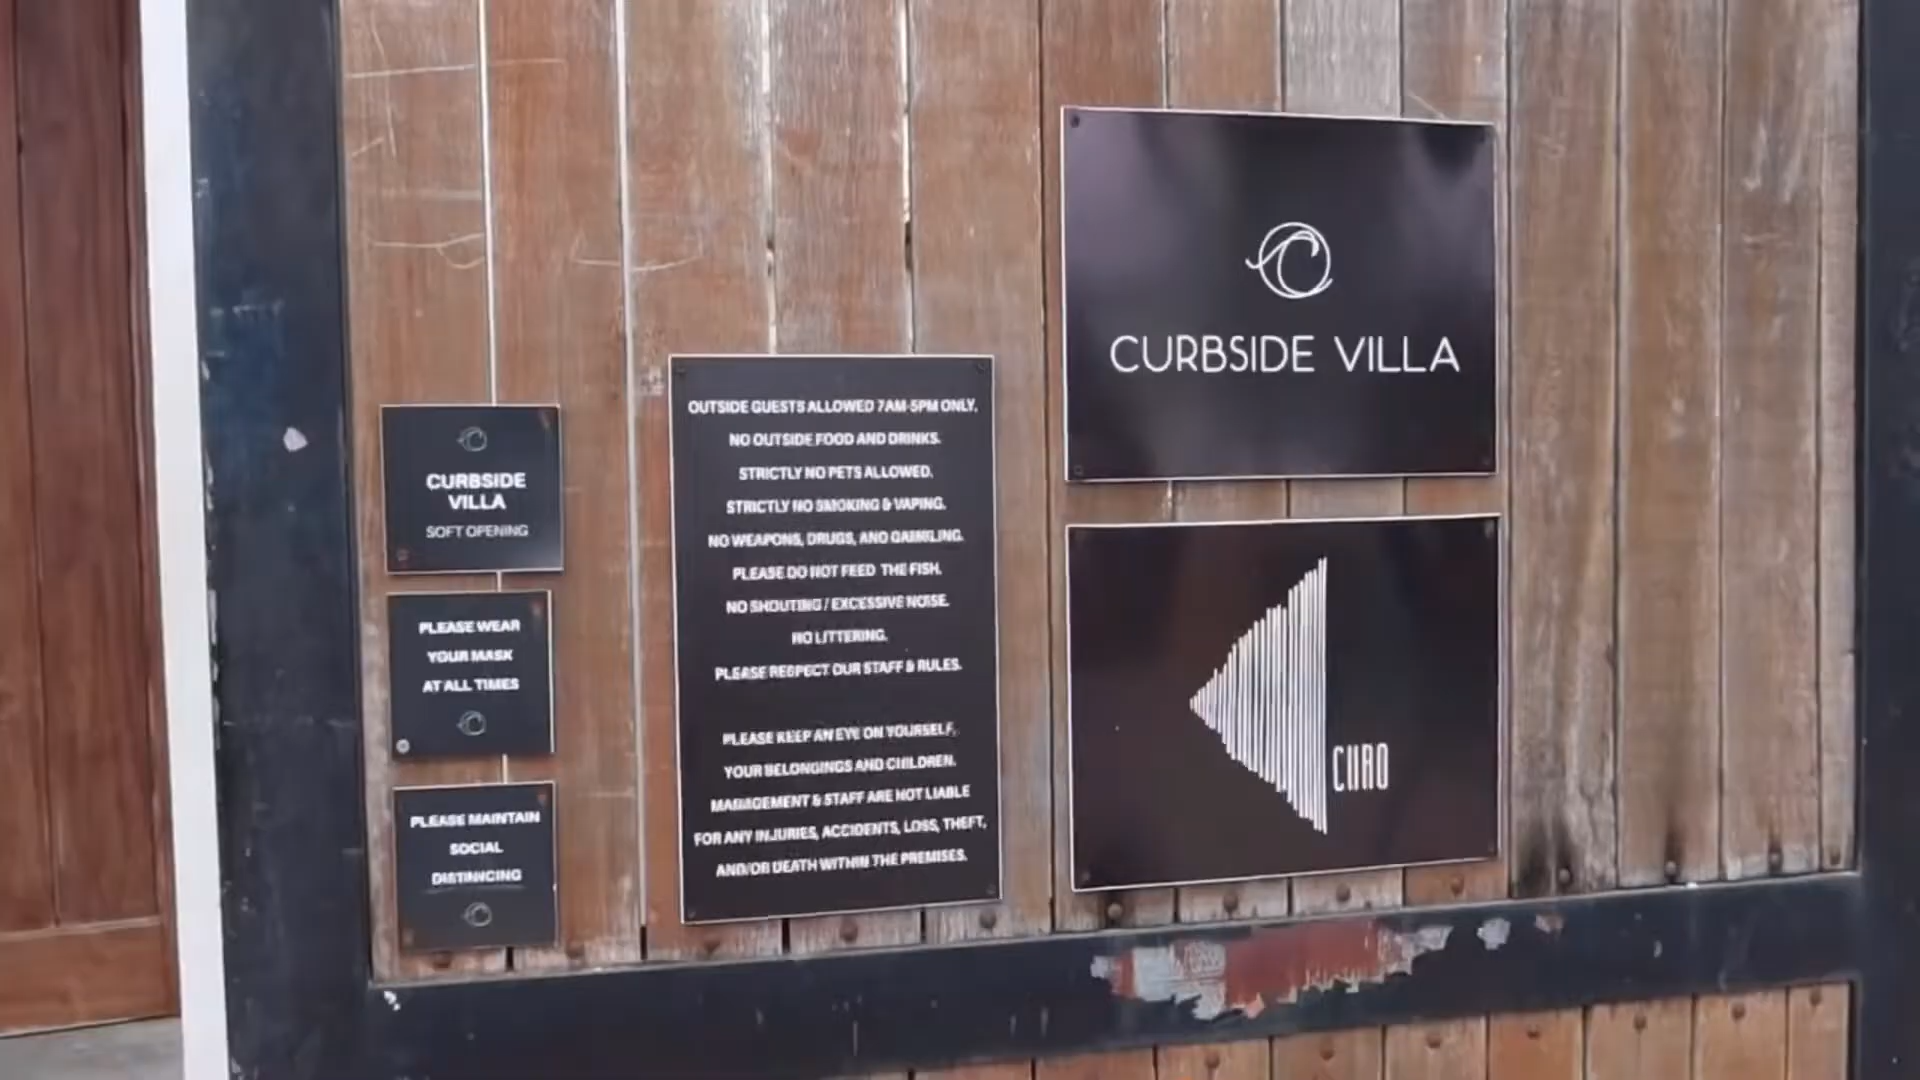 CURBSIDE
VILLA
SOFT OPENING
PLEASE WEAR
YOUR MASK
AT ALL TIMES
PLEASE MAINTAIN
SOCIAL
DISTANCING
OUTSIDE GUESTS ALLOWED 7AM-5PM ONLY.
NO OUTSIDE FOOD AND DRINKS.
STRICTLY NO PETS ALLOWED.
STRICTLY NO SMOKING & VAPING.
NO WEAPONS, DRUGS, AND GAMBLING.
PLEASE DO NOT FEED THE FISH.
NO SHOUTING / EXCESSIVE NOISE.
NO LITTERING.
PLEASE RESPECT OUR STAFF & RULES.
PLEASE KEEP AN EYE ON YOURSELF,
YOUR BELONGINGS AND CHILDREN.
MANAGEMENT & STAFF ARE NOT LIABLE
FOR ANY INJURIES, ACCIDENTS, LOSS, THEFT,
AND/OR DEATH WITHIN THE PREMISES.
CURBSIDE VILLA